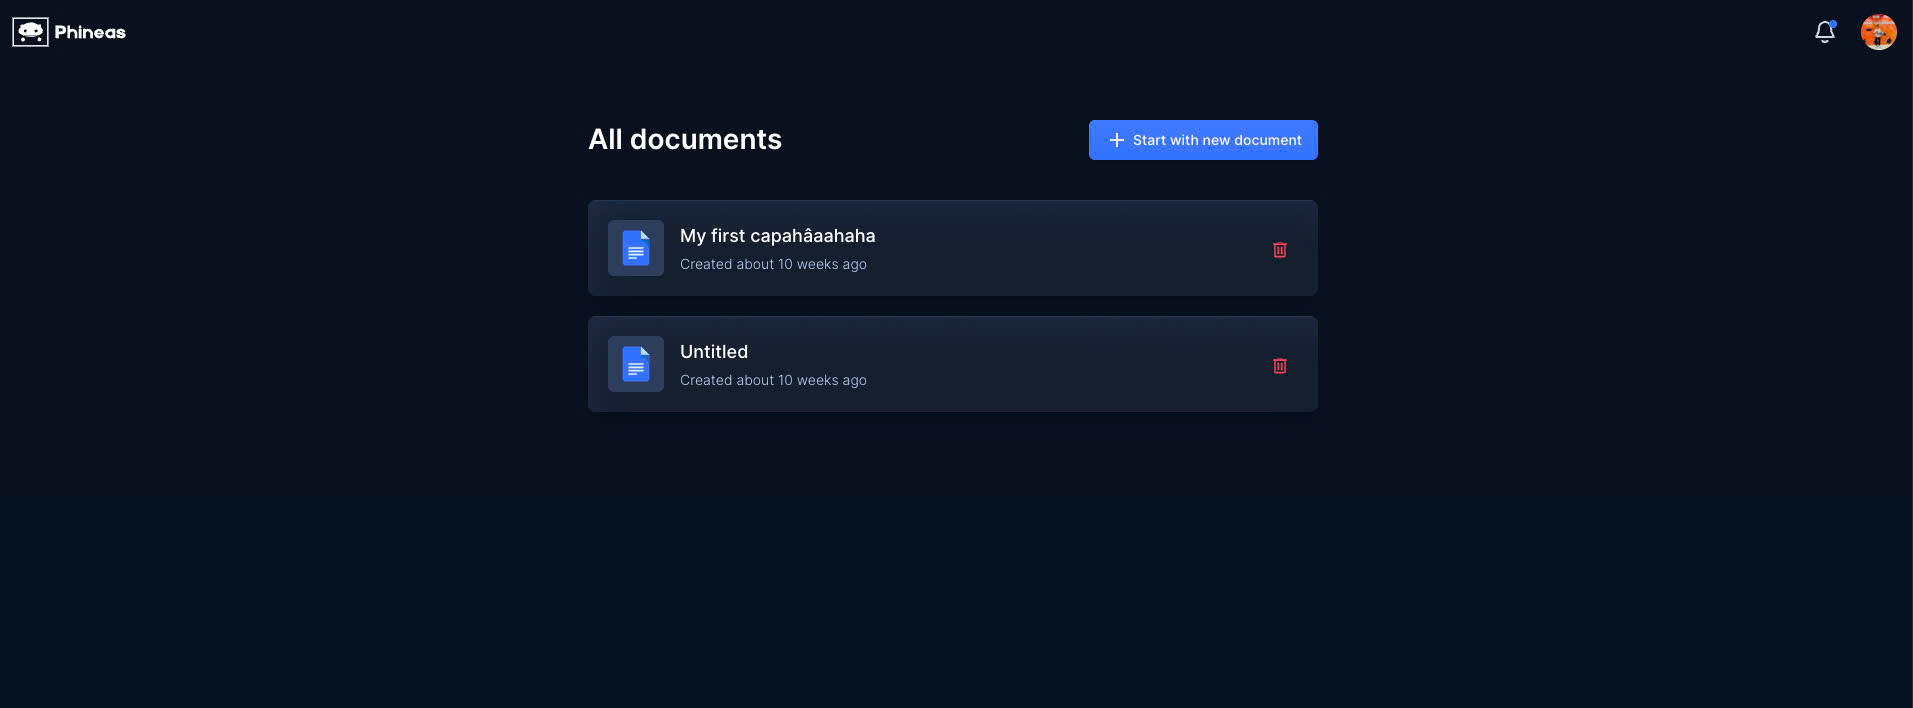 Phineas
All documents
Start with new document
My first capahâaahaha
Created about 10 weeks ago
Untitled
Created about 10 weeks ago